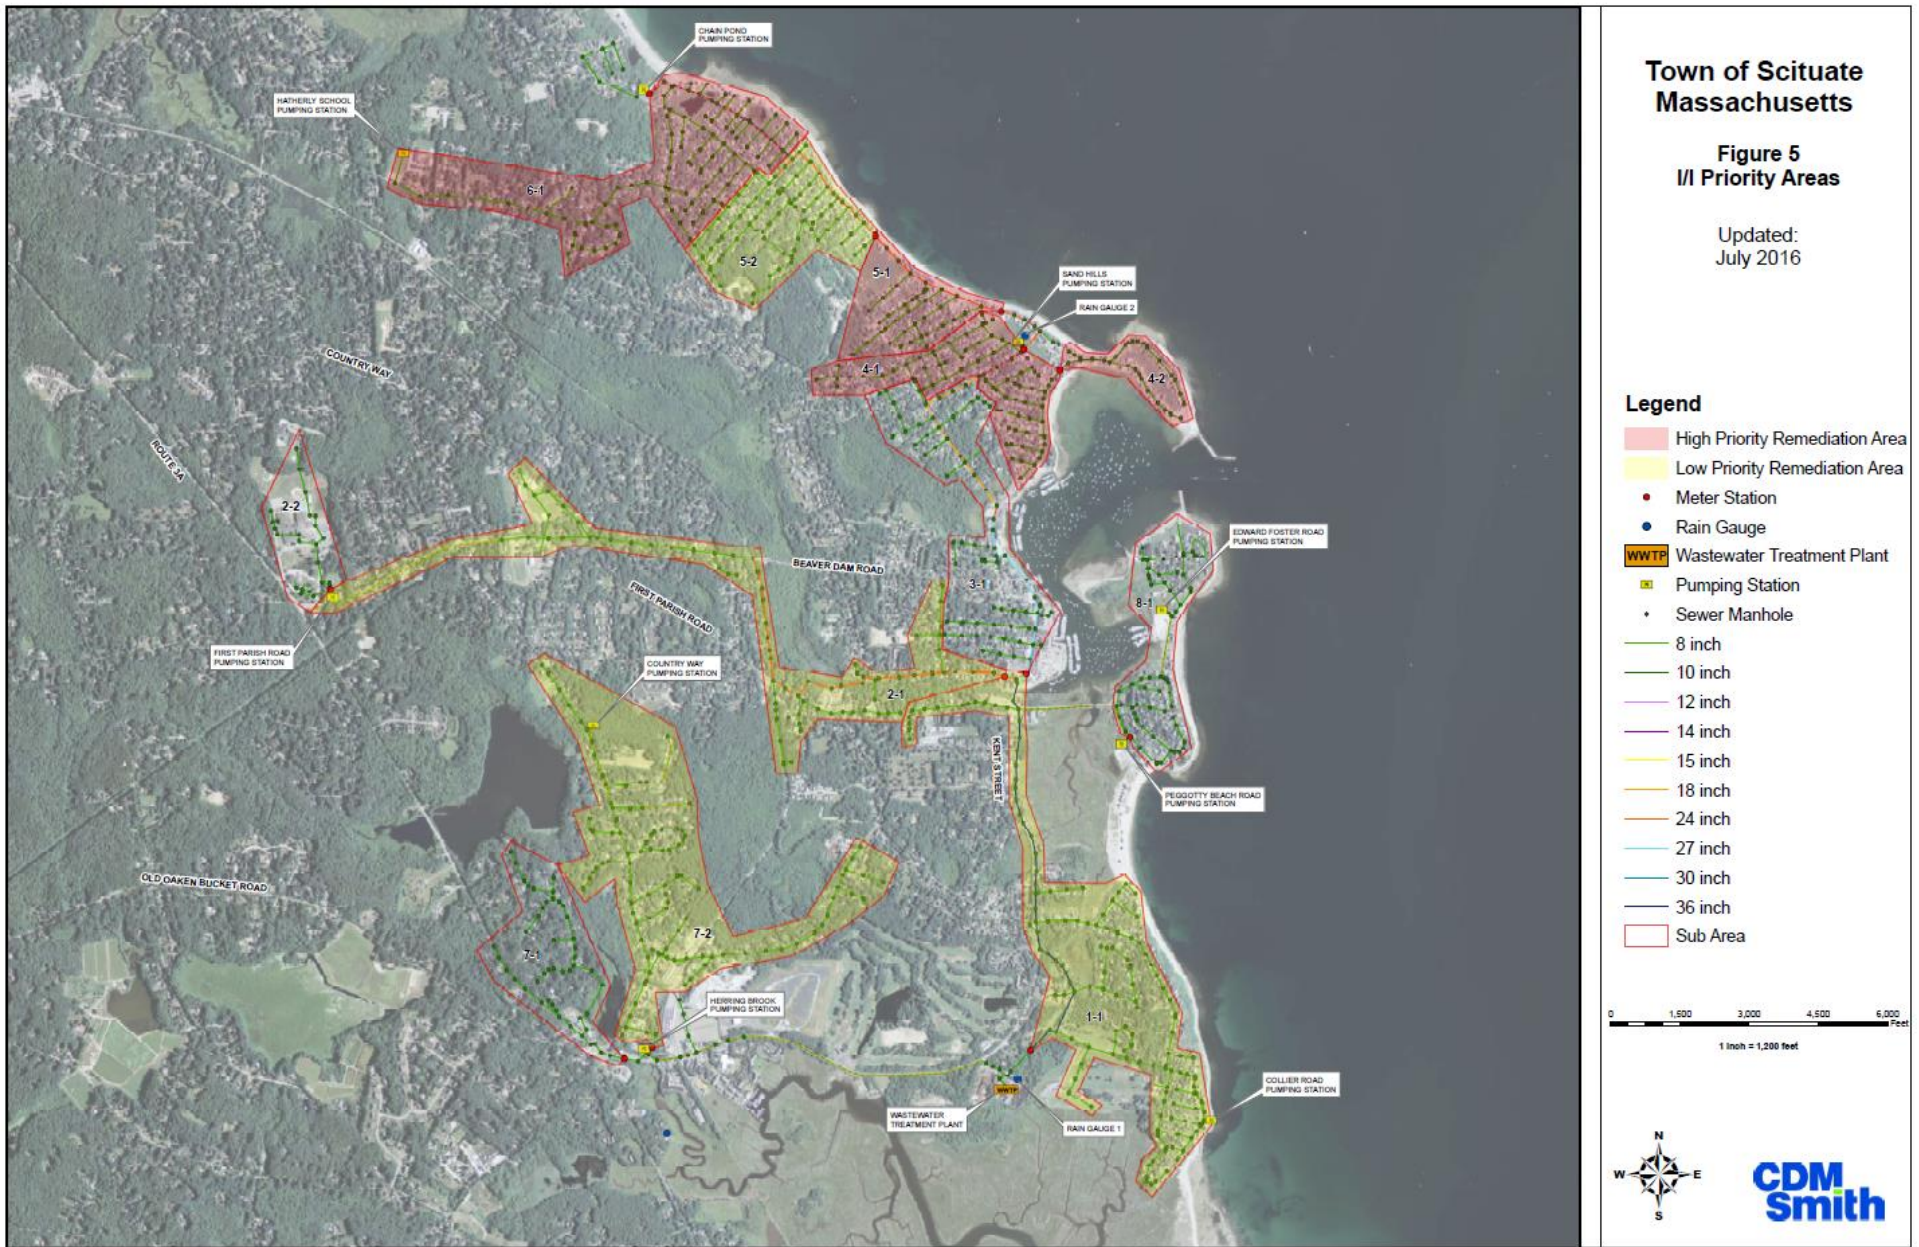 CHAIN POND
PUMPING STATION
HATHERLY SCHOOL
PUMPING STATION
6-1
5-2
5-1
SAND HILLS
PUMPING STATION
RAIN GAUGE 2
COUNTRY WAY
4-1
4-2
ROUTE 3A
2-2
EDWARD FOSTER ROAD
PUMPING STATION
BEAVER DAM ROAD
3-1
8-1
FIRST PARISH ROAD
FIRST PARISH ROAD
PUMPING STATION
COUNTRY WAY
PUMPING STATION
2-1
KENT STREET
PEGGOTTY BEACH ROAD
PUMPING STATION
OLD OAKEN BUCKET ROAD
7-2
7-1
HERRING BROOK
PUMPING STATION
1-1
COLLIER ROAD
PUMPING STATION
WWTP
WASTEWATER
TREATMENT PLANT
RAIN GAUGE 1
Town of Scituate
Massachusetts
Figure 5
I/I Priority Areas
Updated:
July 2016
Legend
High Priority Remediation Area
Low Priority Remediation Area
Meter Station
Rain Gauge
WWTP Wastewater Treatment Plant
Pumping Station
Sewer Manhole
8 inch
10 inch
12 inch
14 inch
15 inch
18 inch
24 inch
27 inch
30 inch
36 inch
Sub Area
0 1,500 3,000 4,500 6,000
Feet
1 inch = 1,200 feet
N
W E
S
CDM
Smith